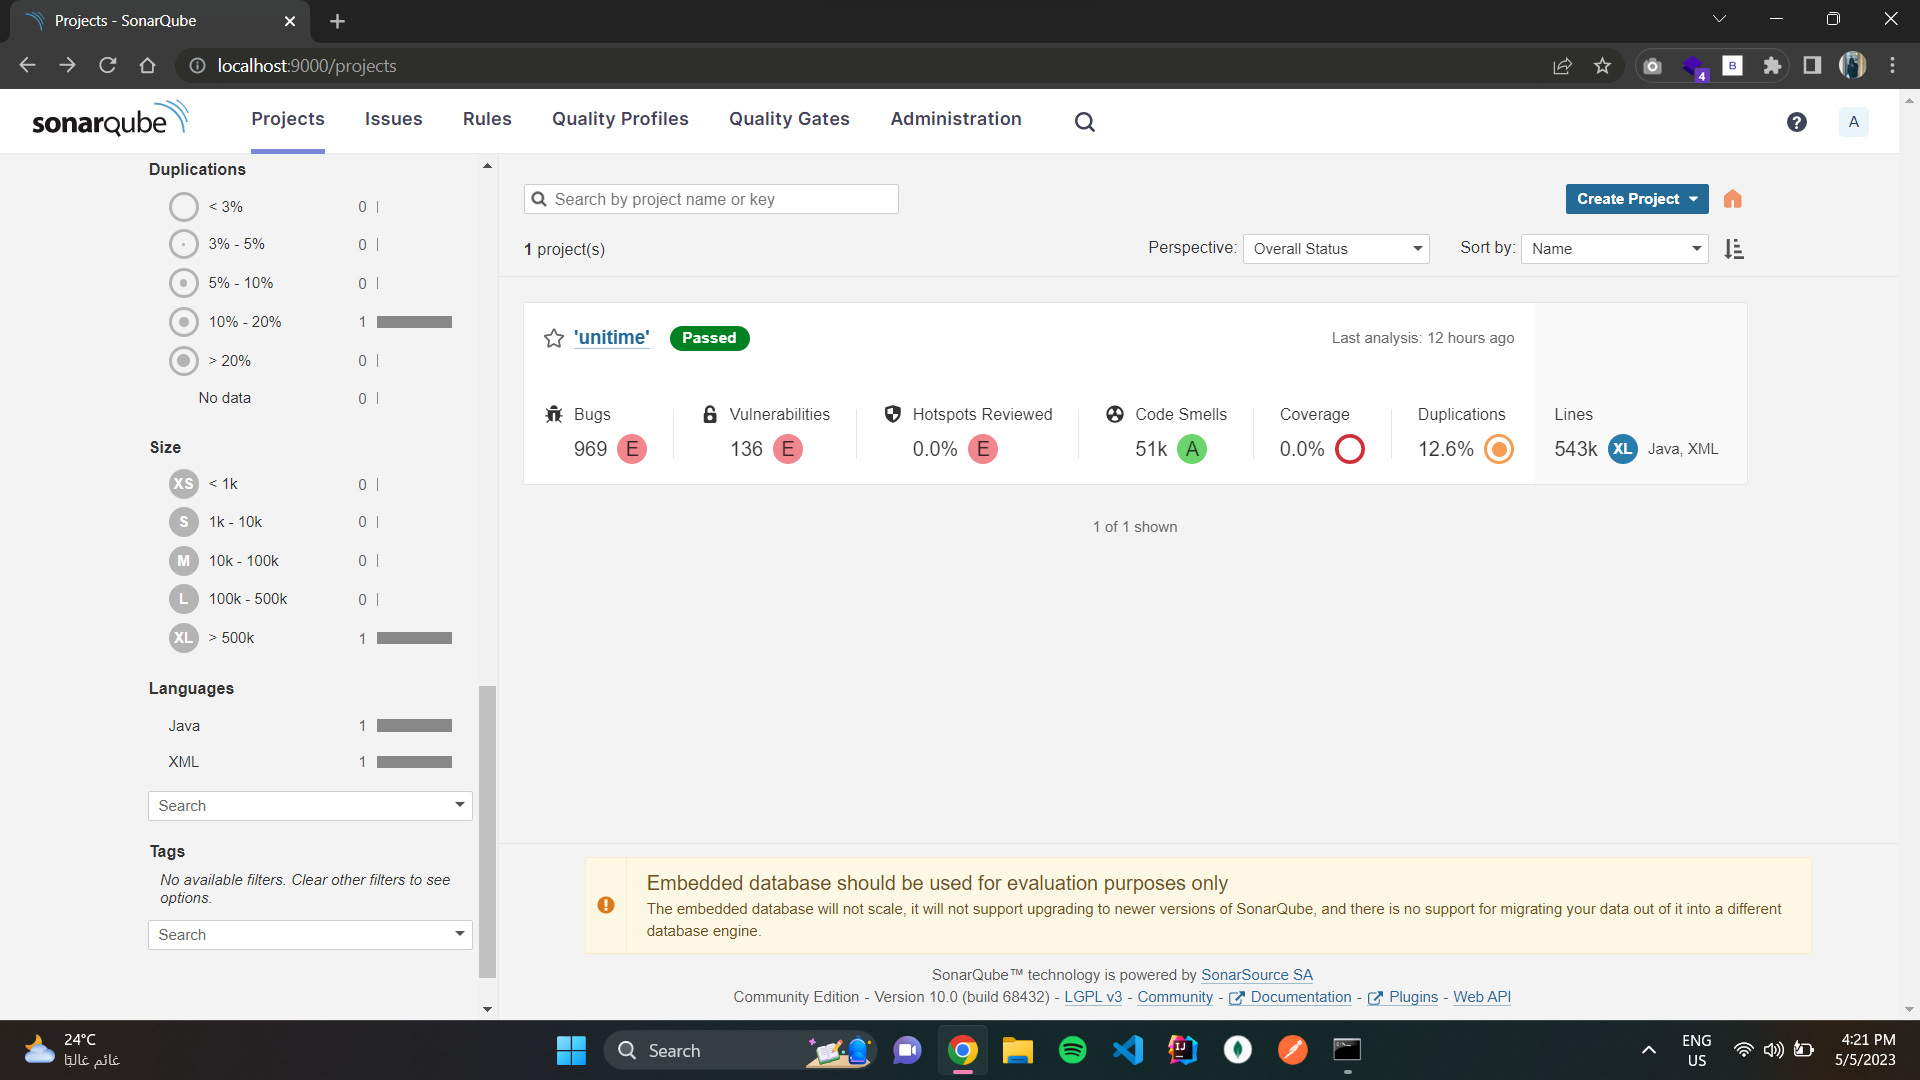 Projects - SonarQube
localhost:9000/projects
4
B
sonarqube
Projects Issues Rules Quality Profiles Quality Gates Administration
? A
Duplications
< 3% 0
3% - 5% 0
5% - 10% 0
10% - 20% 1
> 20% 0
No data 0
Size
XS < 1k 0
S 1k - 10k 0
M 10k - 100k 0
L 100k - 500k 0
XL > 500k 1
Languages
Java 1
XML 1
Search
Tags
No available filters. Clear other filters to see
options.
Search
Search by project name or key
Create Project
1 project(s)
Perspective: Overall Status
Sort by: Name
'unitime' Passed
Last analysis: 12 hours ago
Bugs Vulnerabilities Hotspots Reviewed Code Smells Coverage Duplications Lines
969 E 136 E 0.0% E 51k A 0.0% 12.6% 543k XL Java, XML
1 of 1 shown
Embedded database should be used for evaluation purposes only
The embedded database will not scale, it will not support upgrading to newer versions of SonarQube, and there is no support for migrating your data out of it into a different
database engine.
SonarQube™ technology is powered by SonarSource SA
Community Edition - Version 10.0 (build 68432) - LGPL v3 - Community - Documentation - Plugins - Web API
24°C
غائم غالبًا
Search
IJ
ENG
US
4:21 PM
5/5/2023